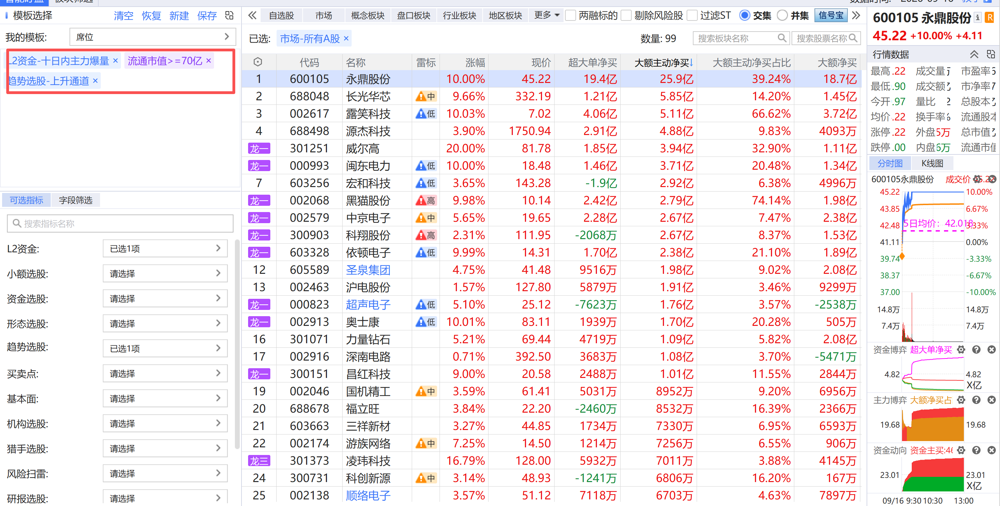 模板选择 清空 恢复 新建 保存
我的模板: 席位
L2资金-十日内主力爆量 × 流通市值>=70亿 ×
趋势选股-上升通道 ×
可选指标 字段筛选
搜索指标名称
L2资金: 已选1项
小额选股: 请选择
资金选股: 请选择
形态选股: 请选择
趋势选股: 已选1项
买卖点: 请选择
基本面: 请选择
机构选股: 请选择
猎手选股: 请选择
风险扫雷: 请选择
研报选股: 请选择
自选股 市场 概念板块 盘口板块 行业板块 地区板块 更多 两融标的 剔除风险股 过滤ST 交集 并集 信号宝
已选: 市场-所有A股 × 数量: 99 搜索板块名称 搜索股票名称
代码 名称 雷标 涨幅 现价 超大单净买 大额主动净买↓ 大额主动净买占比 大额净买
1 600105 永鼎股份 10.00% 45.22 19.4亿 25.9亿 39.24% 18.7亿
2 688048 长光华芯 中 9.66% 332.19 1.21亿 5.85亿 14.20% 1.45亿
3 002617 露笑科技 低 10.03% 7.02 4.06亿 5.11亿 66.62% 3.72亿
4 688498 源杰科技 3.90% 1750.94 2.91亿 4.88亿 9.83% 4093万
龙一 301251 威尔高 20.00% 81.78 1.85亿 3.94亿 32.90% 1.11亿
龙一 000993 闽东电力 低 10.00% 18.48 1.46亿 3.71亿 20.48% 1.34亿
7 603256 宏和科技 低 3.65% 143.28 -1.9亿 2.92亿 6.38% 4996万
龙一 002068 黑猫股份 高 9.98% 10.14 2.42亿 2.79亿 74.14% 1.98亿
龙一 002579 中京电子 中 5.65% 19.65 2.28亿 2.67亿 7.47% 2.38亿
龙一 300903 科翔股份 高 2.31% 111.95 -2068万 2.67亿 8.37% 1.53亿
龙一 603328 依顿电子 低 9.99% 14.31 1.70亿 2.38亿 21.10% 1.89亿
12 605589 圣泉集团 4.75% 41.48 9516万 1.98亿 9.02% 2.08亿
13 002463 沪电股份 1.57% 127.80 5879万 1.91亿 3.46% 9299万
龙一 000823 超声电子 低 5.10% 25.12 -7623万 1.76亿 3.57% -2538万
龙一 002913 奥士康 低 10.01% 83.11 1939万 1.70亿 20.28% 505万
16 301071 力量钻石 5.21% 69.44 4719万 1.09亿 5.82% 2.08亿
17 002916 深南电路 0.71% 392.50 3683万 1.08亿 3.70% -5471万
龙一 300151 昌红科技 9.00% 20.58 2488万 1.01亿 11.55% 2844万
19 002046 国机精工 中 3.59% 61.41 5031万 8952万 9.20% 6956万
20 688678 福立旺 3.84% 22.20 -2460万 8532万 16.39% 2366万
21 603663 三祥新材 3.27% 44.85 1734万 7330万 6.95% 6593万
22 002174 游族网络 中 7.25% 14.50 1214万 7256万 6.55% 906万
龙三 301373 凌玮科技 16.79% 128.00 5932万 7011万 3.88% 4145万
24 300731 科创新源 中 3.14% 48.93 -1241万 6806万 16.20% 167万
25 002138 顺络电子 3.57% 51.12 7118万 6703万 4.63% 7897万
600105 永鼎股份 R
45.22 +10.00% +4.11
行情数据
最高 .22 成交量 市盈率
最低 .90 成交额 市净率
今开 .97 量比 2 总股本
均价 .22 换手率 流通股本
涨停 .22 外盘 5万 总市值
跌停 .00 内盘 6万 流通市值
分时图 K线图
600105永鼎股份 成交价
45.22 10.00%
43.85 6.67%
5日均价: 42.018
42.48 3.33%
41.11 0.00%
39.74 -3.33%
38.37 -6.67%
37.00 -10.00%
14.8万 14.8万
7.4万 7.4万
资金博弈 超大单净买
4.82 4.82
X亿
主力博弈 大额净买占
19.68 19.68
资金动向 资金主买:46
23.01 23.01
X亿
09/16 9:30 10:30 13:00